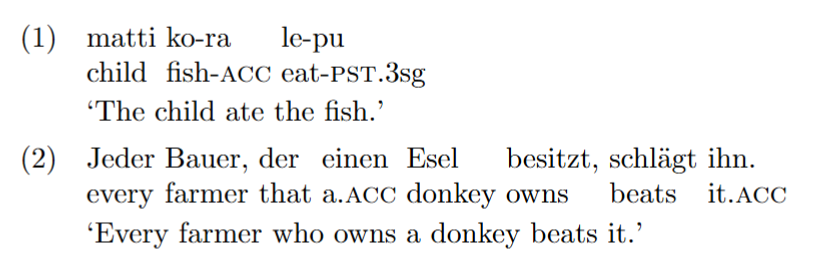 (1) matti ko-ra le-pu
child fish-ACC eat-PST.3sg
‘The child ate the fish.’
(2) Jeder Bauer, der einen Esel besitzt, schlägt ihn.
every farmer that a.ACC donkey owns beats it.ACC
‘Every farmer who owns a donkey beats it.’